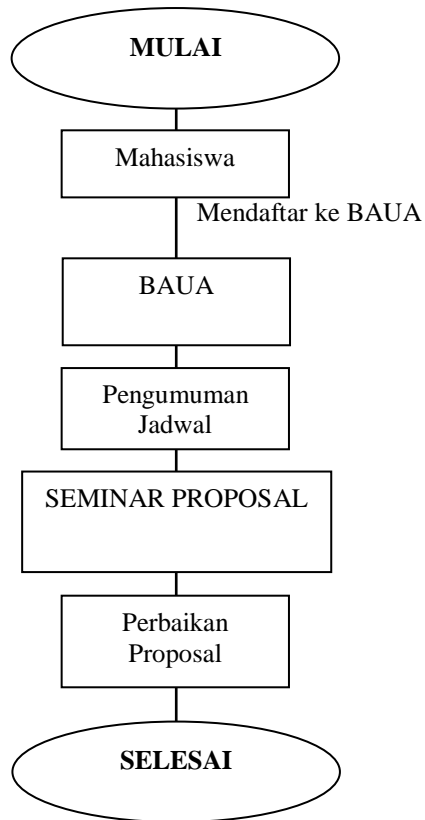 MULAI
Mahasiswa
Mendaftar ke BAUA
BAUA
Pengumuman
Jadwal
SEMINAR PROPOSAL
Perbaikan
Proposal
SELESAI